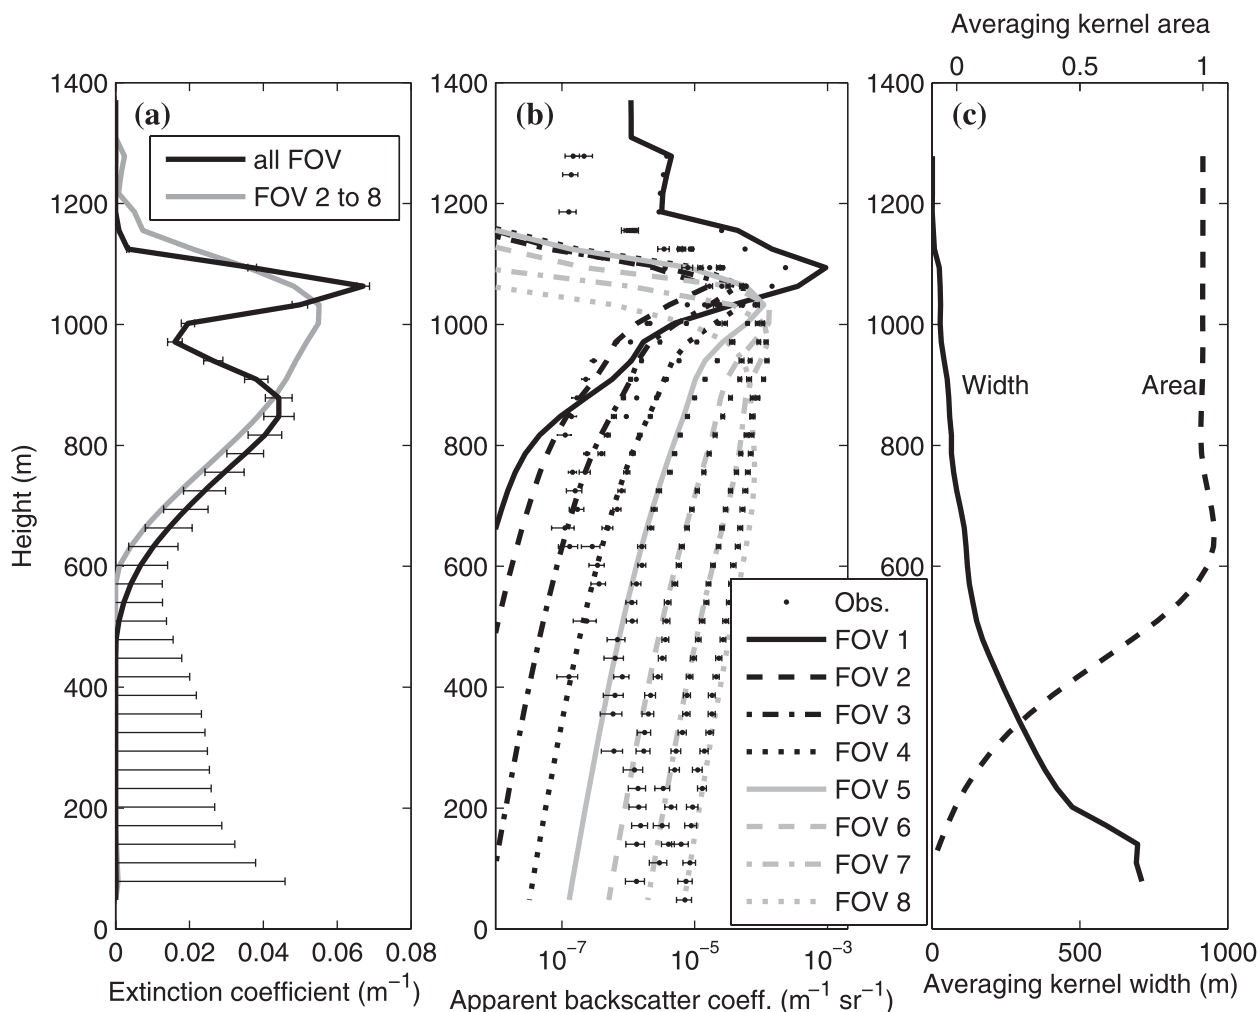 Averaging kernel area
0 0.5 1
1400 1400 1400
(a) (b) (c)
all FOV
FOV 2 to 8
1200 1200 1200
1000 1000 1000
Width Area
800 800 800
Height (m)
600 600 600
Obs.
FOV 1
FOV 2
FOV 3
FOV 4
FOV 5
FOV 6
FOV 7
FOV 8
400 400
200 200
0 0
0 0.02 0.04 0.06 0.08
10⁻⁷ 10⁻⁵ 10⁻³
0 500 1000
Extinction coefficient (m⁻¹)
Apparent backscatter coeff. (m⁻¹ sr⁻¹)
Averaging kernel width (m)